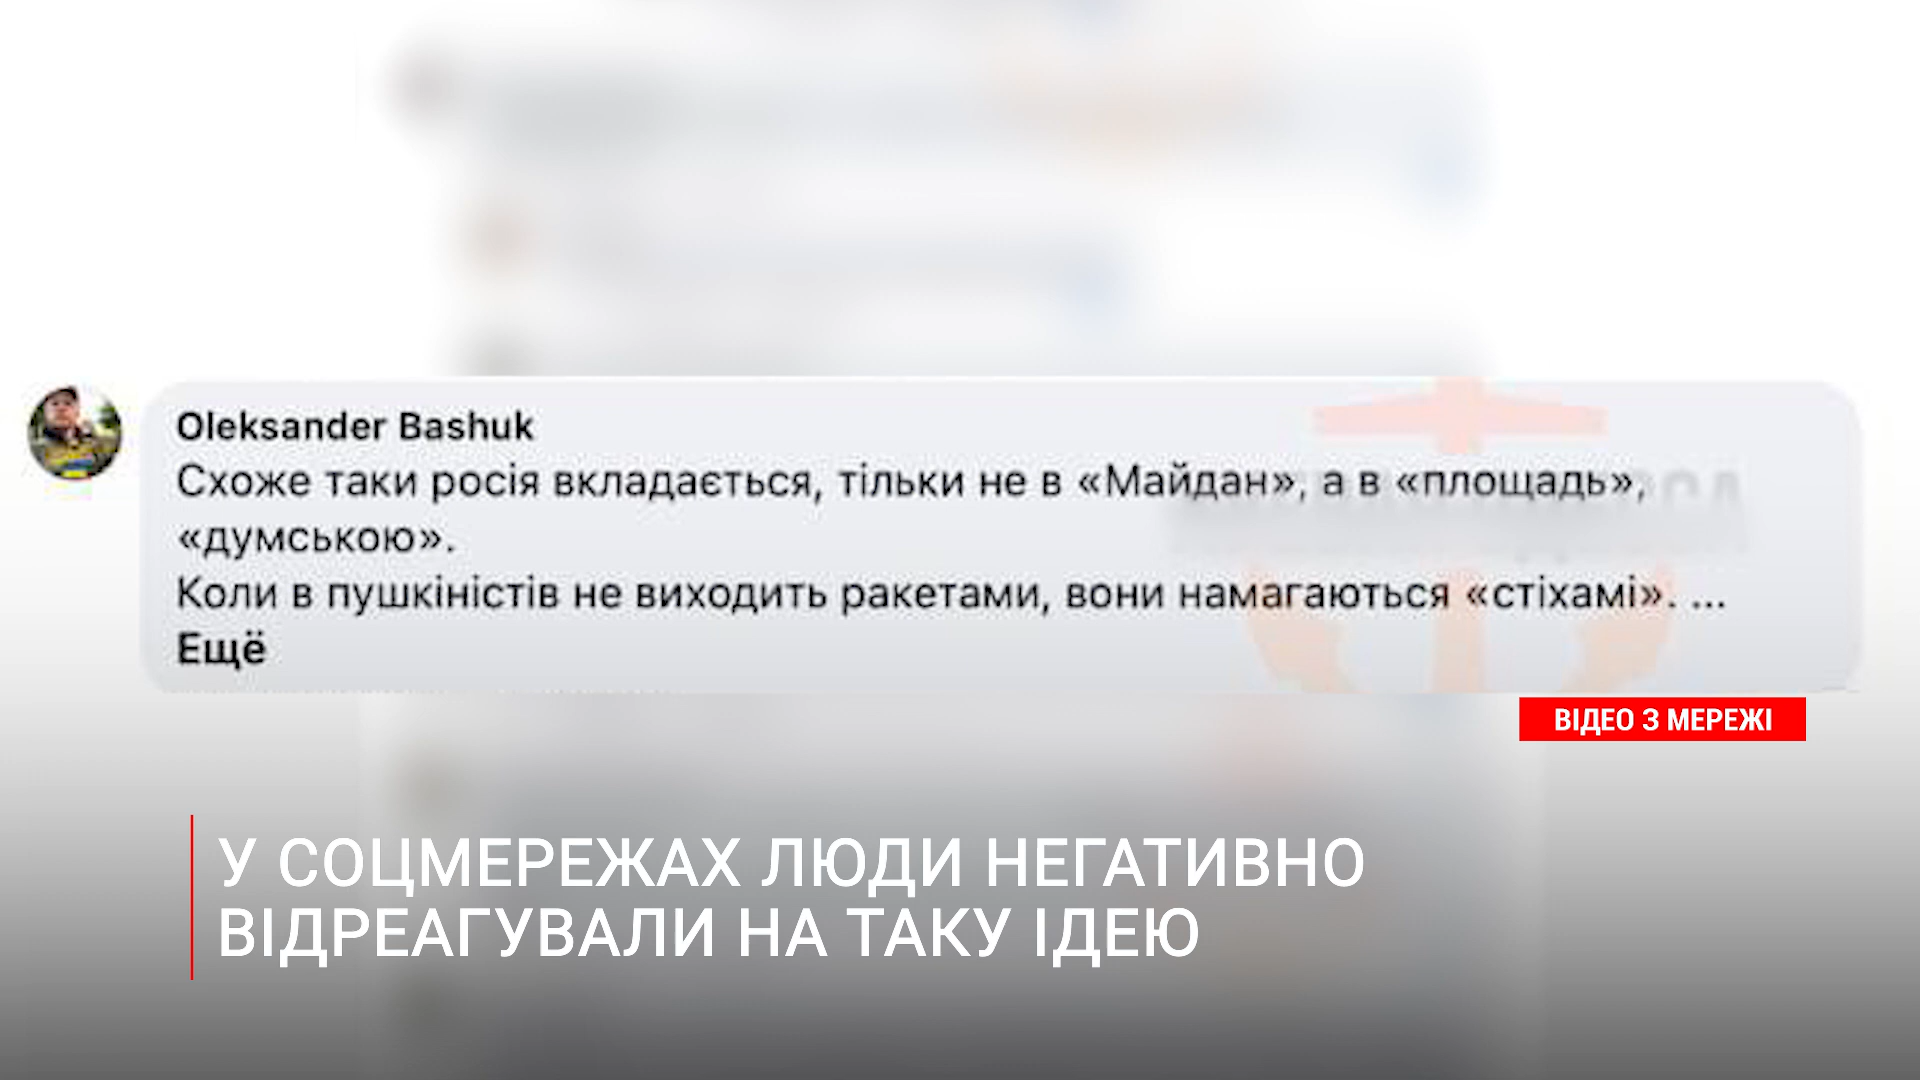 Oleksander Bashuk
Схоже таки росія вкладається, тільки не в «Майдан», а в «площадь»,
«думською».
Коли в пушкіністів не виходить ракетами, вони намагаються «стіхамі». ...
Ещё
ВІДЕО З МЕРЕЖІ
У СОЦМЕРЕЖАХ ЛЮДИ НЕГАТИВНО
ВІДРЕАГУВАЛИ НА ТАКУ ІДЕЮ